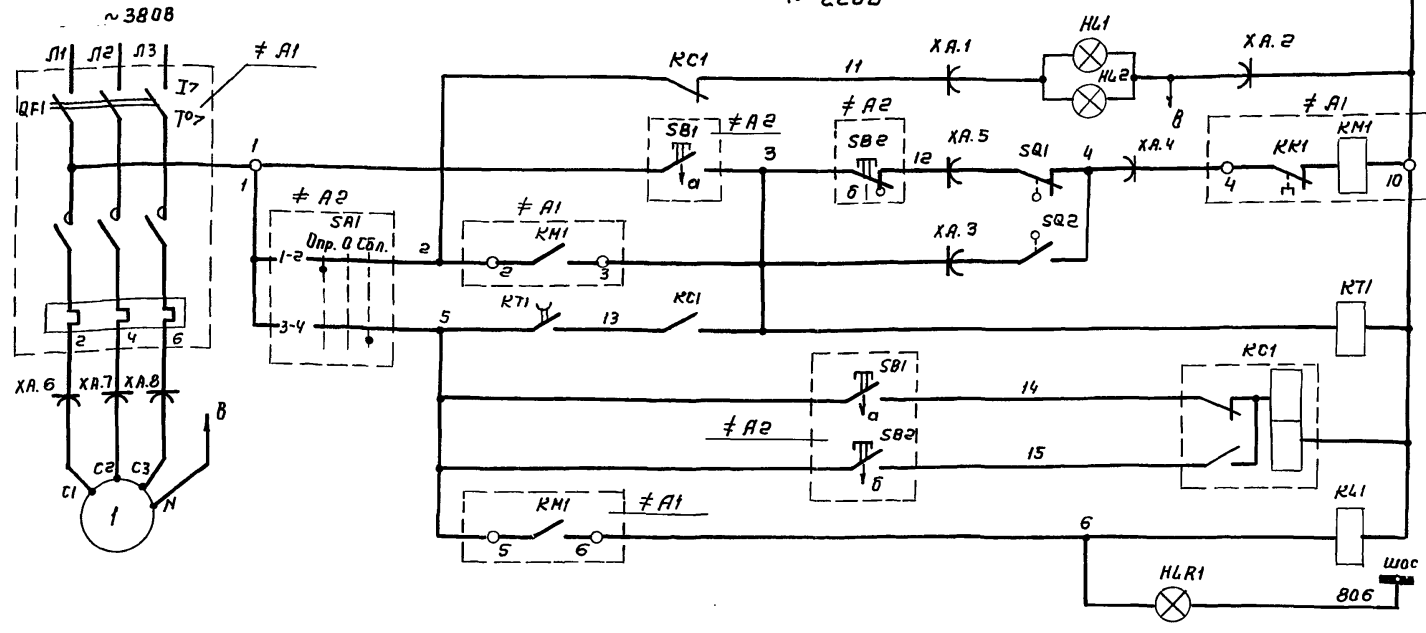 ~380В
Л1 Л2 Л3
≠ А1
QF1
I>
T°>
КС1
11
ХА.1
HL1
HL2
ХА.2
В
1
1
SB1
а
≠ А2
3
≠ А2
SB2
б
12
ХА.5
SQ1
4
ХА.4
≠ А1
4
КК1
КМ1
10
≠ А2
SA1
Опр. 0 Сбл.
1-2
2
≠ А1
КМ1
2
3
ХА.3
SQ2
3-4
5
КТ1
13
КС1
КТ1
2 4 6
ХА.6 ХА.7 ХА.8
В
SB1
а
14
КС1
≠ А2
SB2
б
15
С1 С2 С3 N
1
КМ1
≠ А1
5
6
6
KL1
HLR1
806
шос